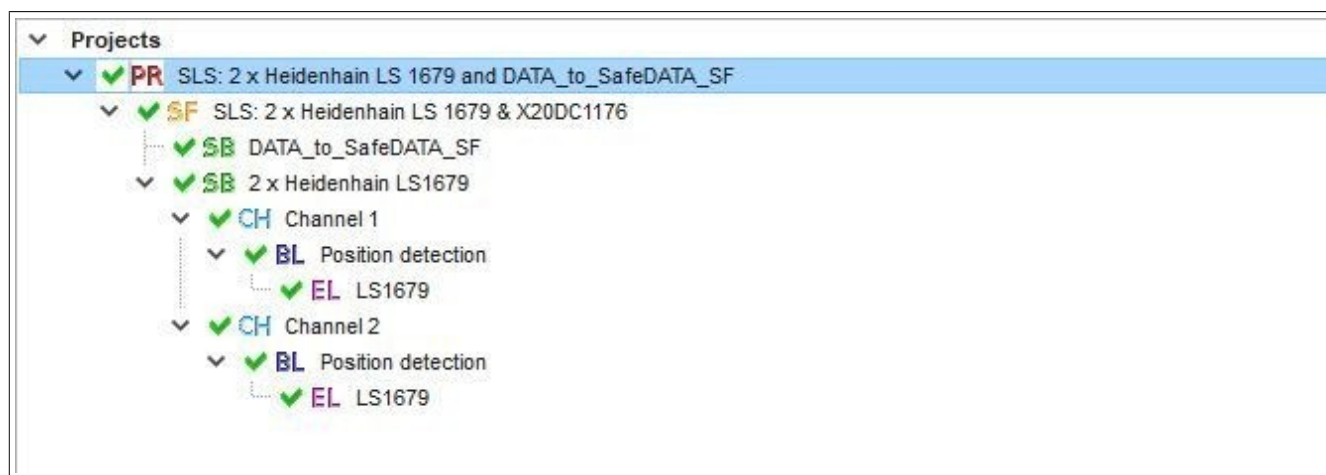 Projects
PR SLS: 2 x Heidenhain LS 1679 and DATA_to_SafeDATA_SF
SF SLS: 2 x Heidenhain LS 1679 & X20DC1176
SB DATA_to_SafeDATA_SF
SB 2 x Heidenhain LS1679
CH Channel 1
BL Position detection
EL LS1679
CH Channel 2
BL Position detection
EL LS1679